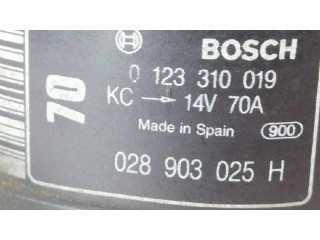 BOSCH
70
0 123 310 019
KC → 14V 70A
Made in Spain 900
028 903 025 H